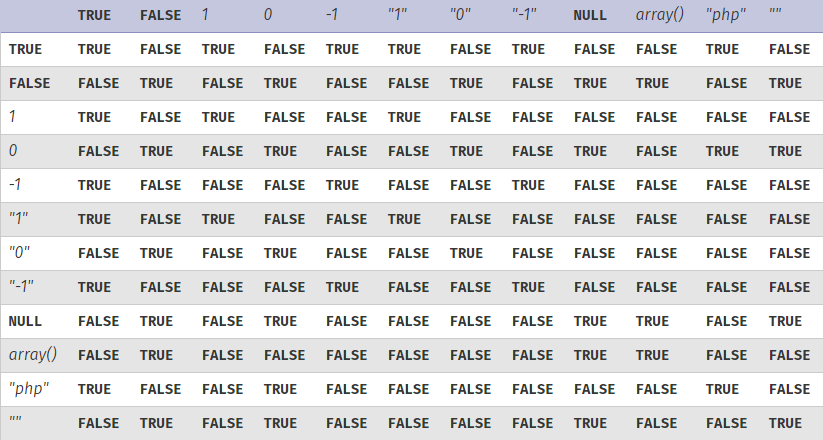 TRUE FALSE 1 0 -1 "1" "0" "-1" NULL array() "php" ""
TRUE TRUE FALSE TRUE FALSE TRUE TRUE FALSE TRUE FALSE FALSE TRUE FALSE
FALSE FALSE TRUE FALSE TRUE FALSE FALSE TRUE FALSE TRUE TRUE FALSE TRUE
1 TRUE FALSE TRUE FALSE FALSE TRUE FALSE FALSE FALSE FALSE FALSE FALSE
0 FALSE TRUE FALSE TRUE FALSE FALSE TRUE FALSE TRUE FALSE TRUE TRUE
-1 TRUE FALSE FALSE FALSE TRUE FALSE FALSE TRUE FALSE FALSE FALSE FALSE
"1" TRUE FALSE TRUE FALSE FALSE TRUE FALSE FALSE FALSE FALSE FALSE FALSE
"0" FALSE TRUE FALSE TRUE FALSE FALSE TRUE FALSE FALSE FALSE FALSE FALSE
"-1" TRUE FALSE FALSE FALSE TRUE FALSE FALSE TRUE FALSE FALSE FALSE FALSE
NULL FALSE TRUE FALSE TRUE FALSE FALSE FALSE FALSE TRUE TRUE FALSE TRUE
array() FALSE TRUE FALSE FALSE FALSE FALSE FALSE FALSE TRUE TRUE FALSE FALSE
"php" TRUE FALSE FALSE TRUE FALSE FALSE FALSE FALSE FALSE FALSE TRUE FALSE
"" FALSE TRUE FALSE TRUE FALSE FALSE FALSE FALSE TRUE FALSE FALSE TRUE